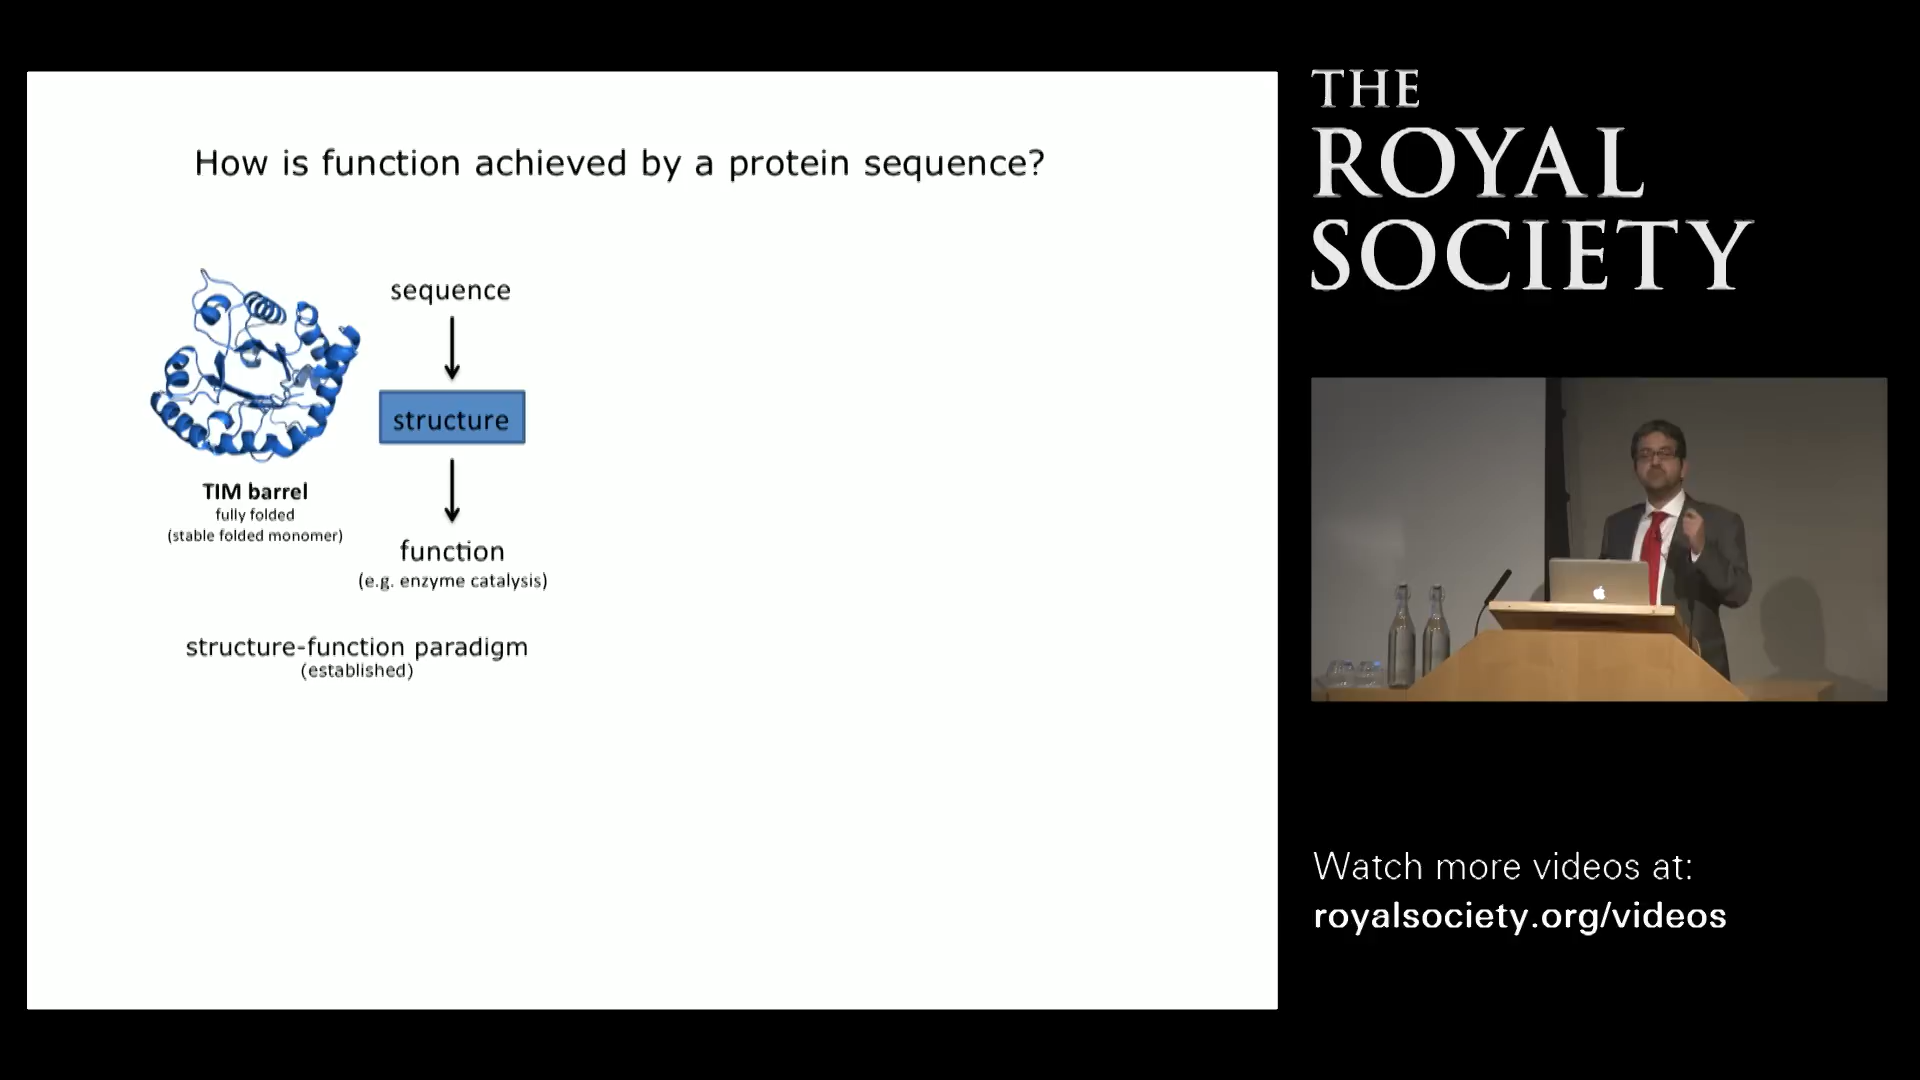 How is function achieved by a protein sequence?
sequence
structure
TIM barrel
fully folded
(stable folded monomer)
function
(e.g. enzyme catalysis)
structure-function paradigm
(established)
THE
ROYAL
SOCIETY
Watch more videos at:
royalsociety.org/videos